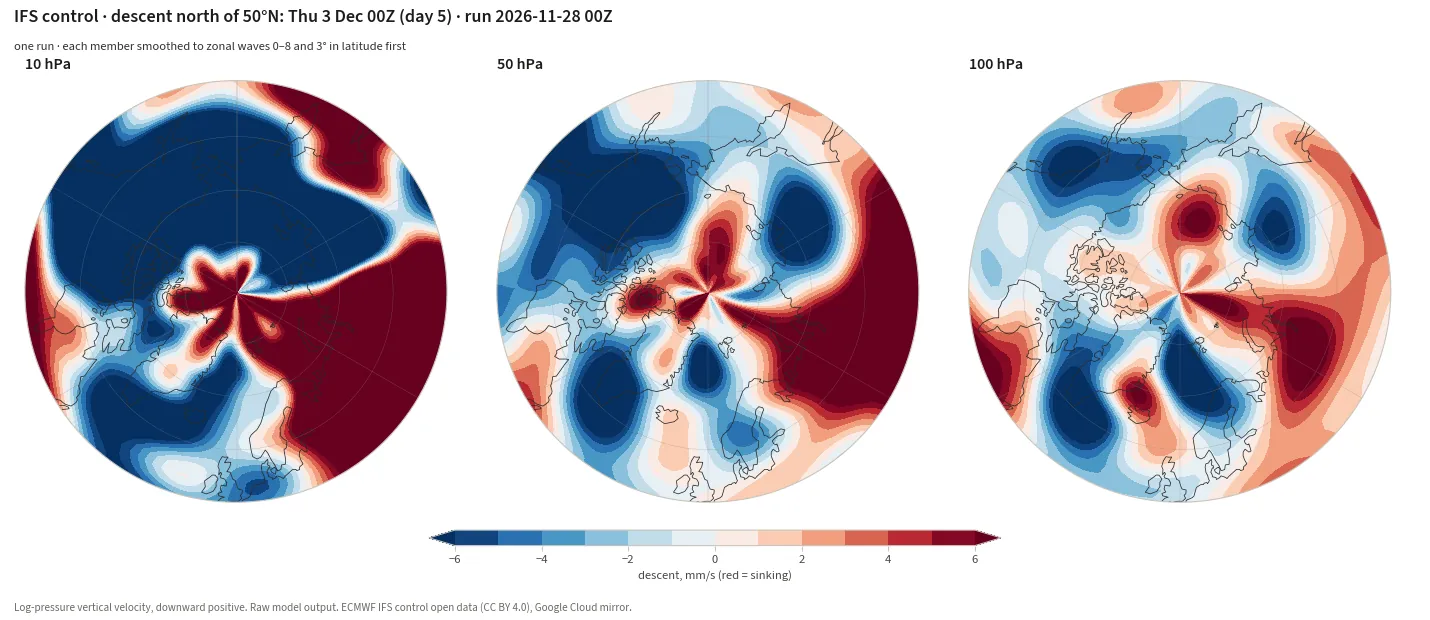 IFS control · descent north of 50°N: Thu 3 Dec 00Z (day 5) · run 2026-11-28 00Z
one run · each member smoothed to zonal waves 0–8 and 3° in latitude first
10 hPa
50 hPa
100 hPa
−6 −4 −2 0 2 4 6
descent, mm/s (red = sinking)
Log-pressure vertical velocity, downward positive. Raw model output. ECMWF IFS control open data (CC BY 4.0), Google Cloud mirror.